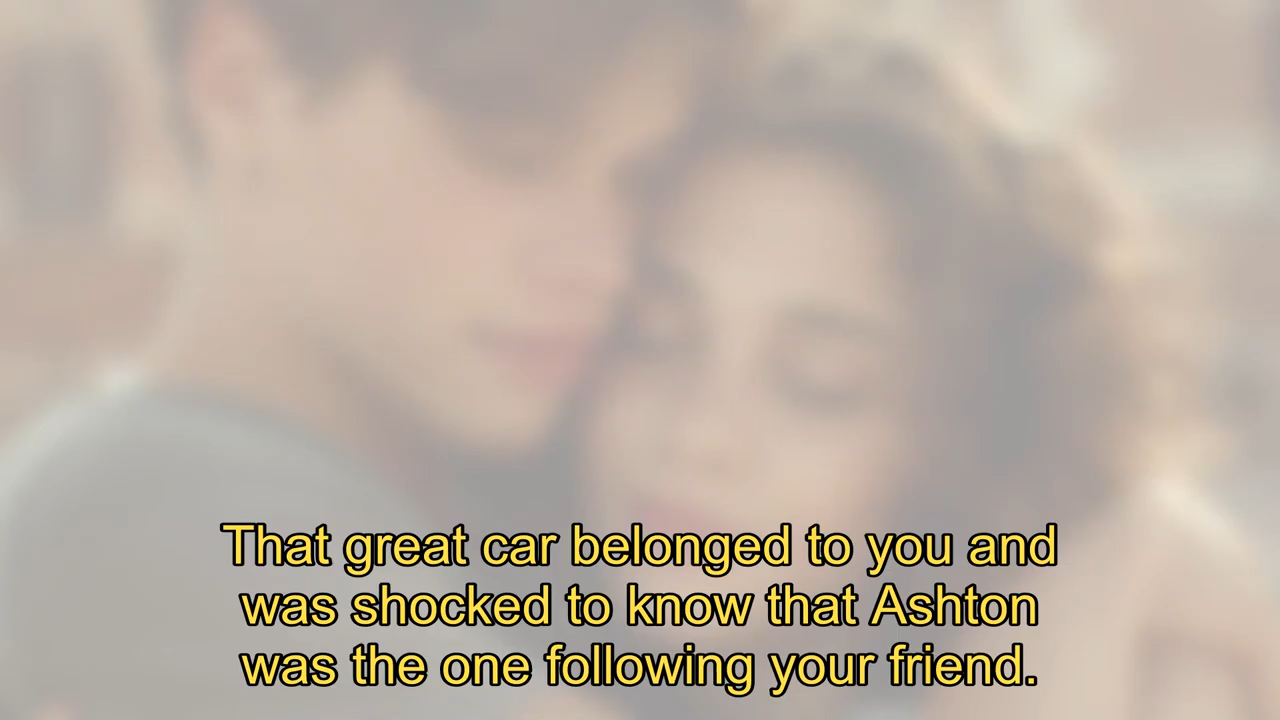 That great car belonged to you and
was shocked to know that Ashton
was the one following your friend.